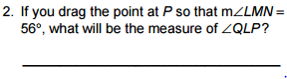 2. If you drag the point at P so that m∠LMN =
56°, what will be the measure of ∠QLP?